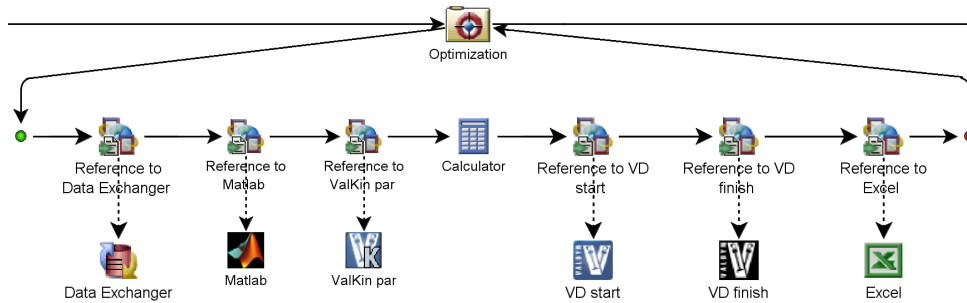 Optimization
Reference to
Data Exchanger
Reference to
Matlab
Reference to
ValKin par
Calculator
Reference to VD
start
Reference to VD
finish
Reference to
Excel
Data Exchanger
Matlab
ValKin par
VD start
VD finish
Excel